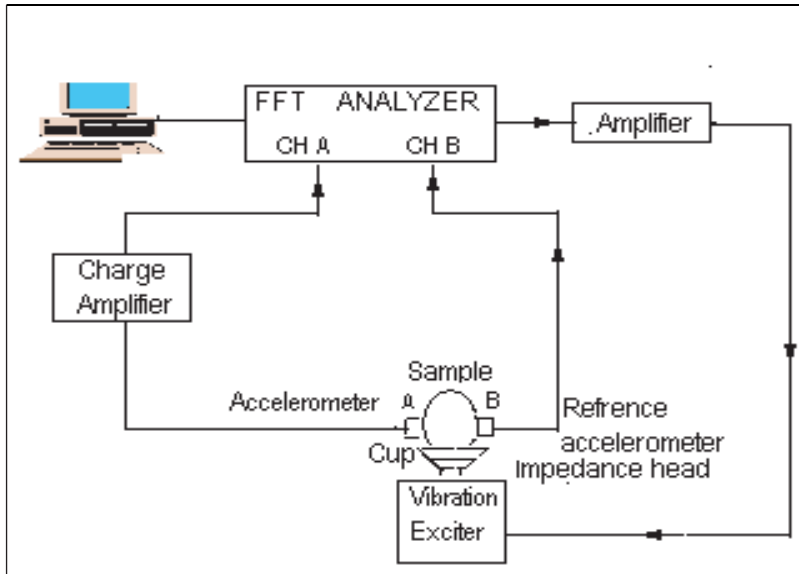 FFT ANALYZER
CH A CH B
Amplifier
Charge
Amplifier
Sample
Accelerometer A B
Refrence
accelerometer
Cup
Impedance head
Vibration
Exciter